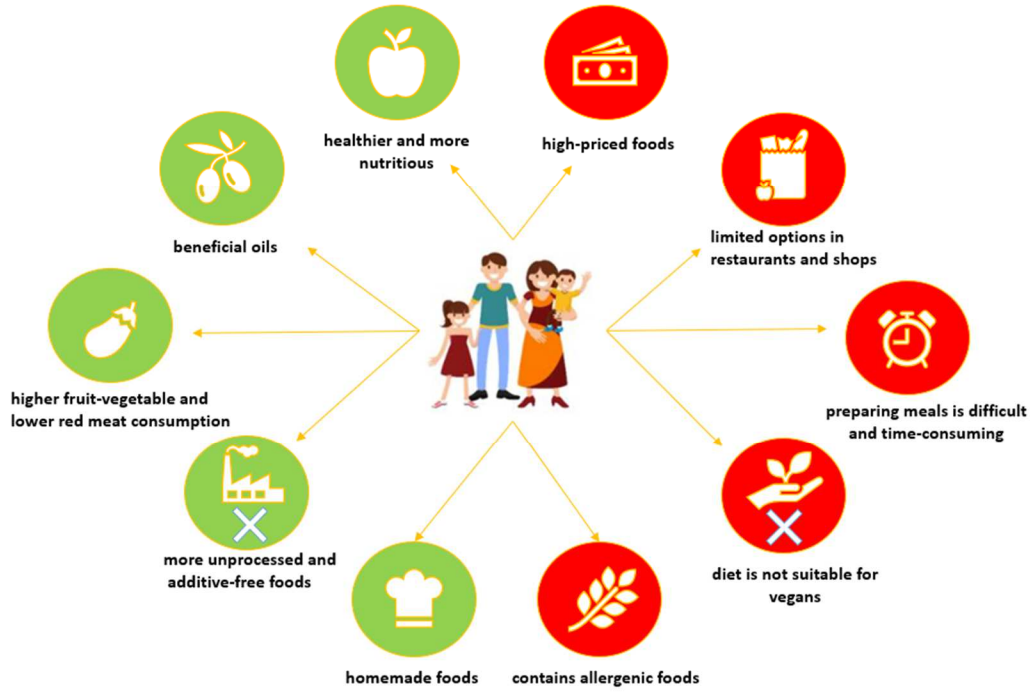 healthier and more
nutritious
high-priced foods
beneficial oils
limited options in
restaurants and shops
higher fruit-vegetable and
lower red meat consumption
preparing meals is difficult
and time-consuming
more unprocessed and
additive-free foods
diet is not suitable for
vegans
homemade foods
contains allergenic foods